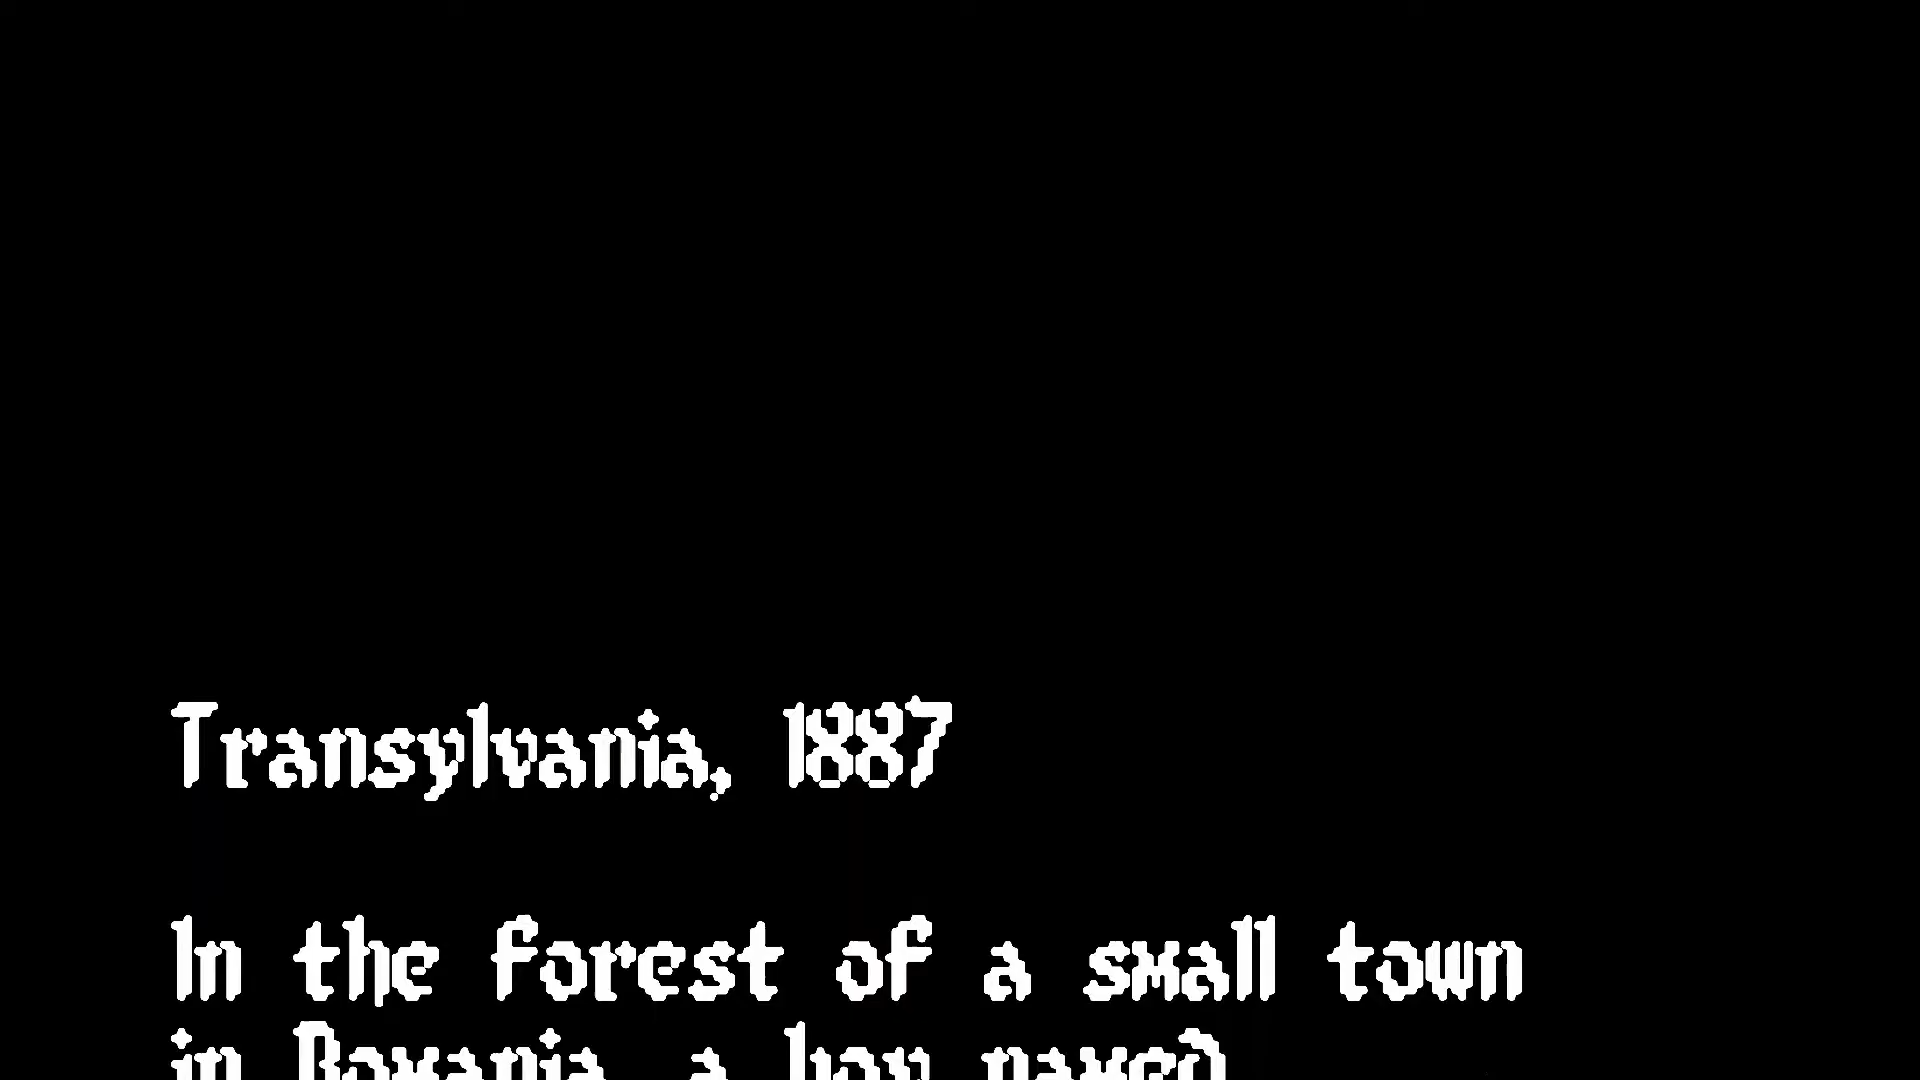 Transylvania, 1887
In the forest of a small town
in Romania a boy named